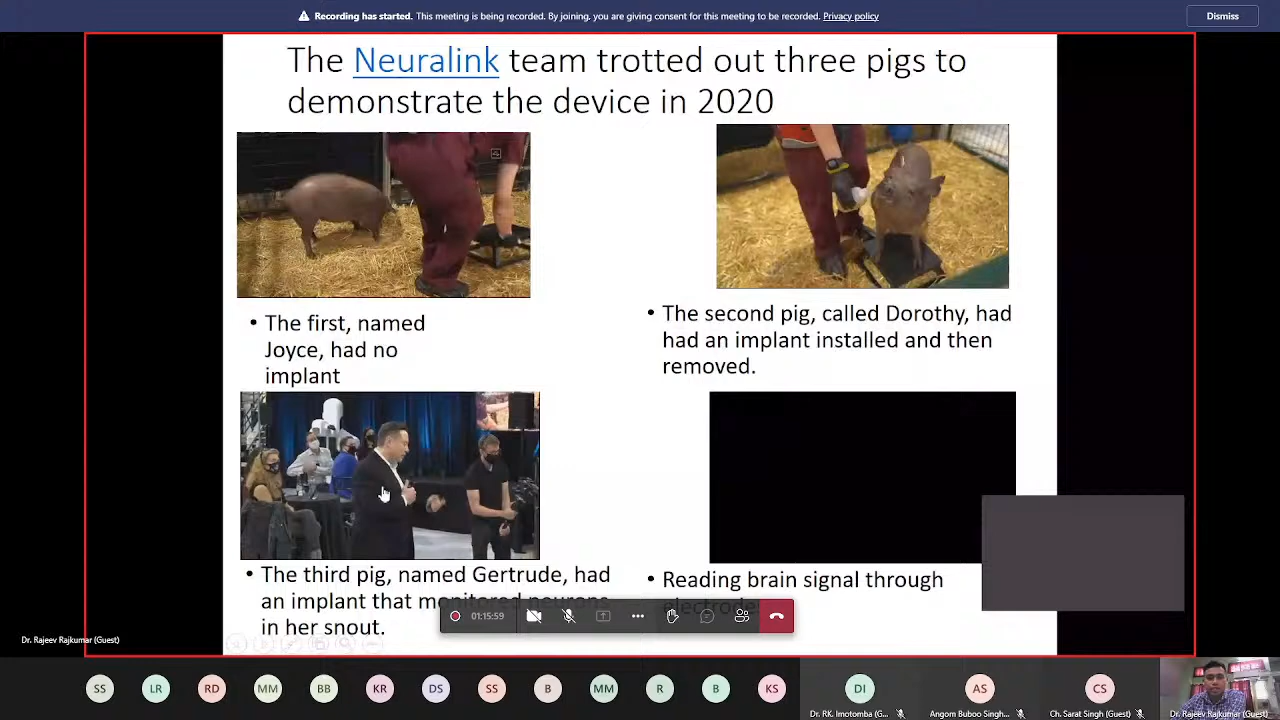 Recording has started. This meeting is being recorded. By joining, you are giving consent for this meeting to be recorded. Privacy policy
Dismiss
The Neuralink team trotted out three pigs to
demonstrate the device in 2020
• The first, named
Joyce, had no
implant
• The second pig, called Dorothy, had
had an implant installed and then
removed.
• The third pig, named Gertrude, had
an implant that monitored neurons
in her snout.
• Reading brain signal through
01:15:59
Dr. Rajeev Rajkumar (Guest)
SS LR RD MM BB KR DS SS B MM R B KS DI AS CS
Dr. RK. Imotomba (G... Angom Buboo Singh... Ch. Sarat Singh (Guest) Dr. Rajeev Rajkumar (Guest)